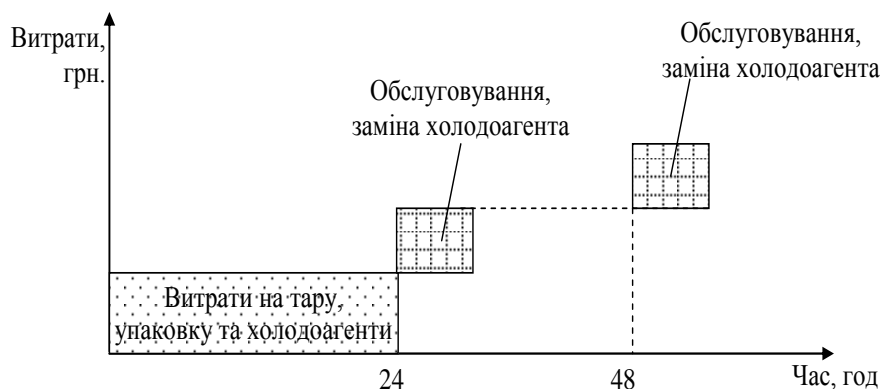 Витрати,
грн.
Обслуговування,
заміна холодоагента
Обслуговування,
заміна холодоагента
Витрати на тару,
упаковку та холодоагенти
24
48
Час, год